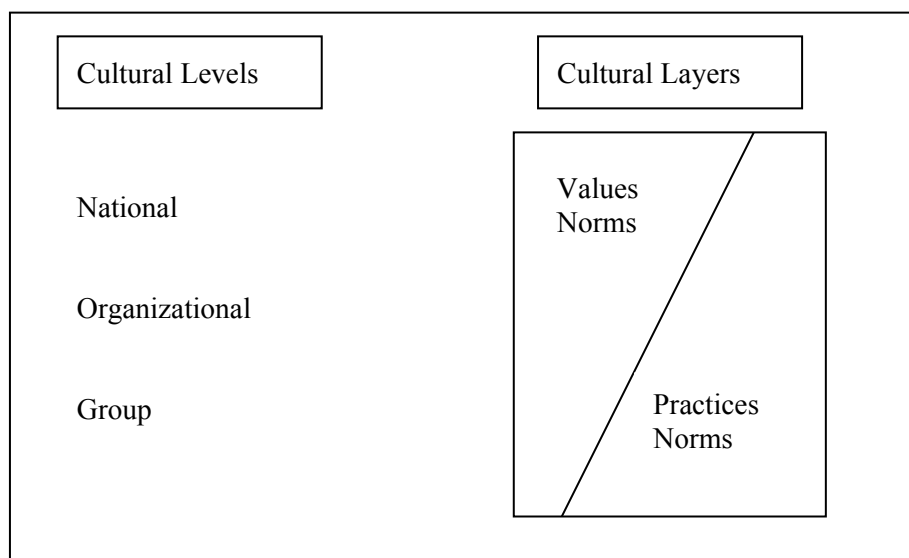 Cultural Levels
Cultural Layers
National
Organizational
Group
Values
Norms
Practices
Norms